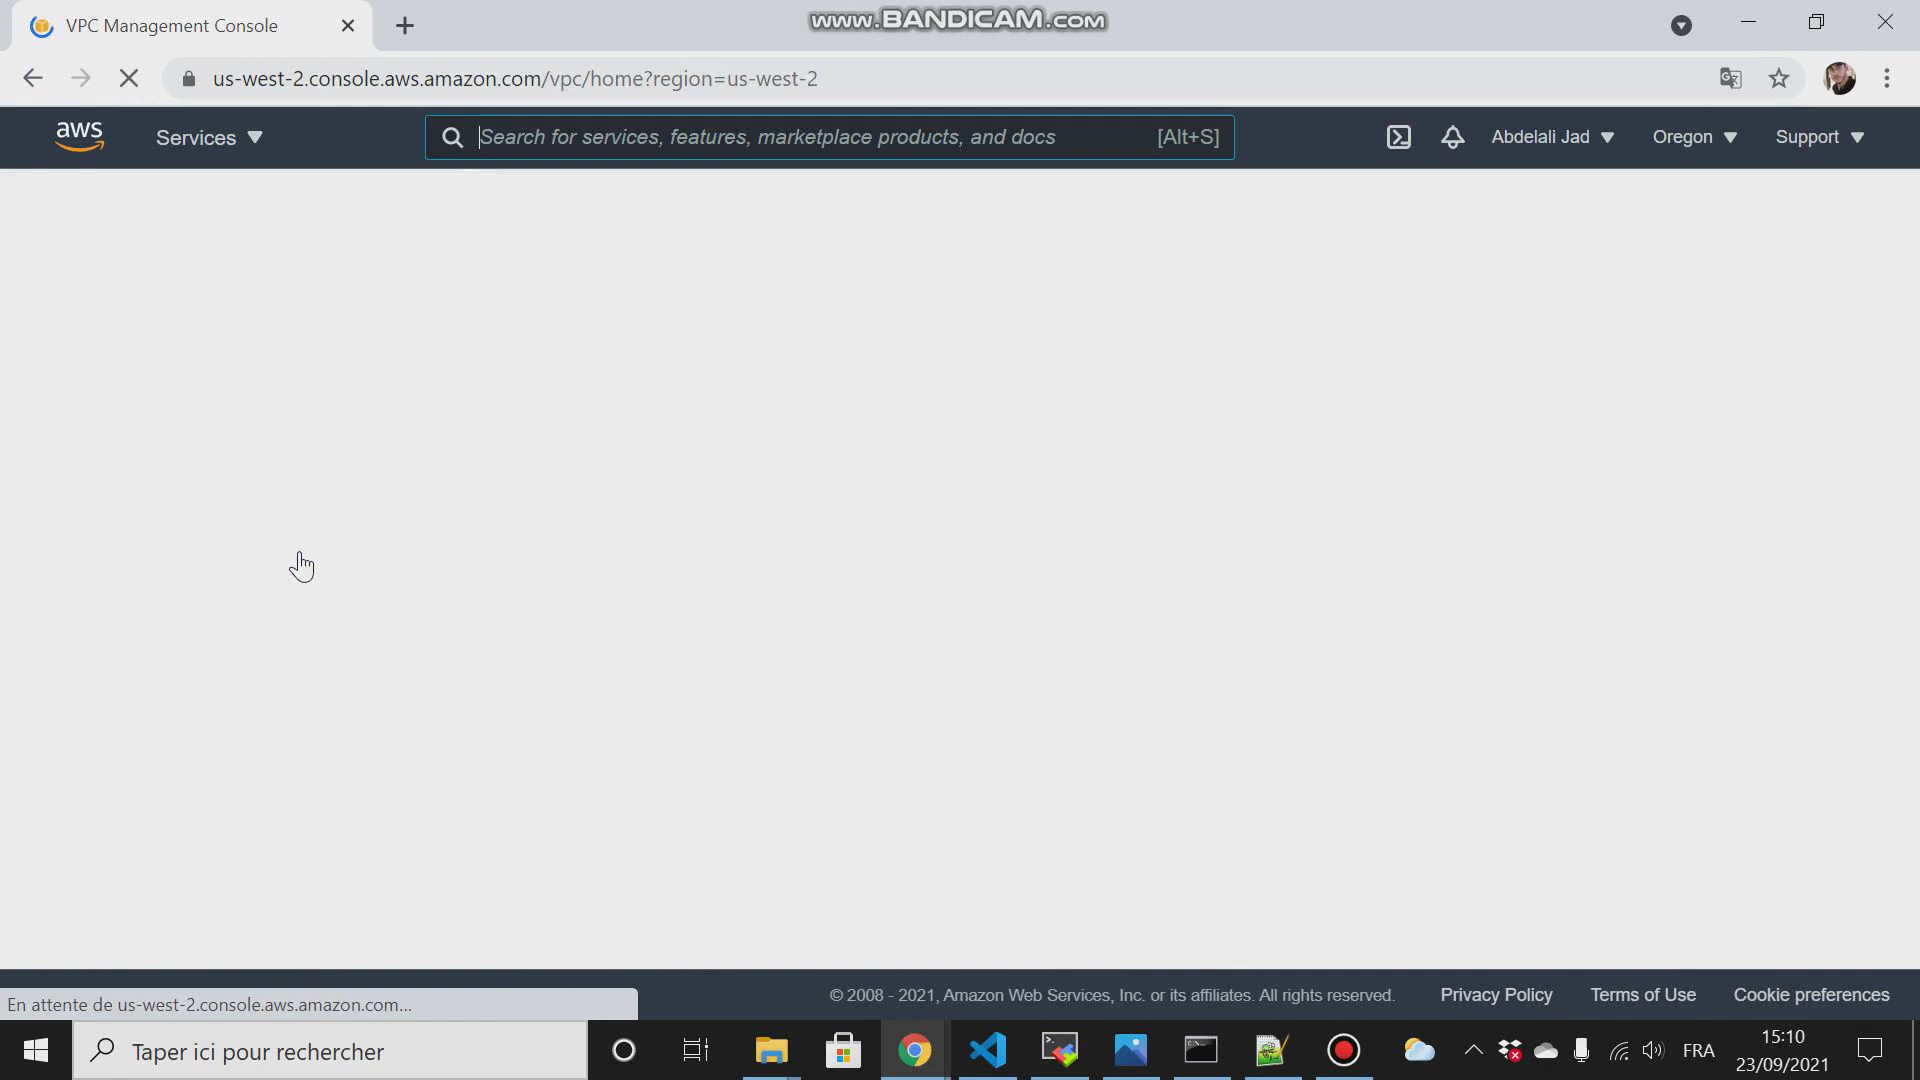 VPC Management Console
www.BANDICAM.com
us-west-2.console.aws.amazon.com/vpc/home?region=us-west-2
aws
Services
Search for services, features, marketplace products, and docs
[Alt+S]
Abdelali Jad
Oregon
Support
En attente de us-west-2.console.aws.amazon.com...
© 2008 - 2021, Amazon Web Services, Inc. or its affiliates. All rights reserved.
Privacy Policy
Terms of Use
Cookie preferences
Taper ici pour rechercher
FRA
15:10
23/09/2021